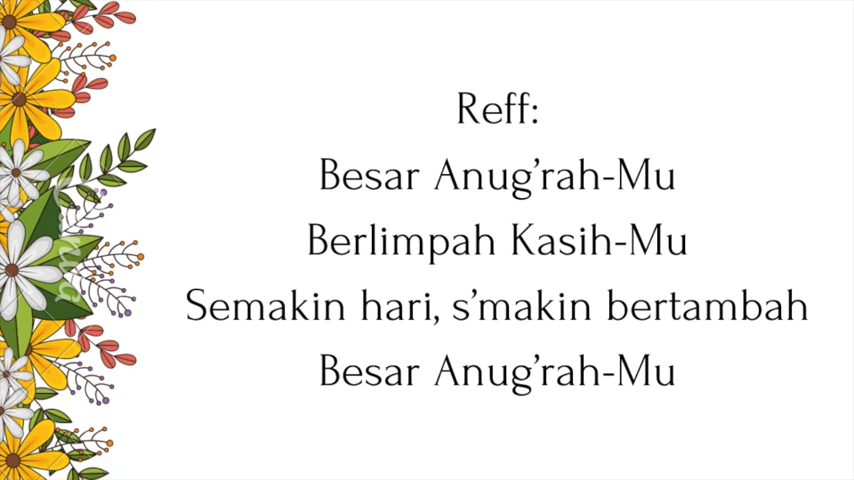 Reff:
Besar Anug’rah-Mu
Berlimpah Kasih-Mu
Semakin hari, s’makin bertambah
Besar Anug’rah-Mu